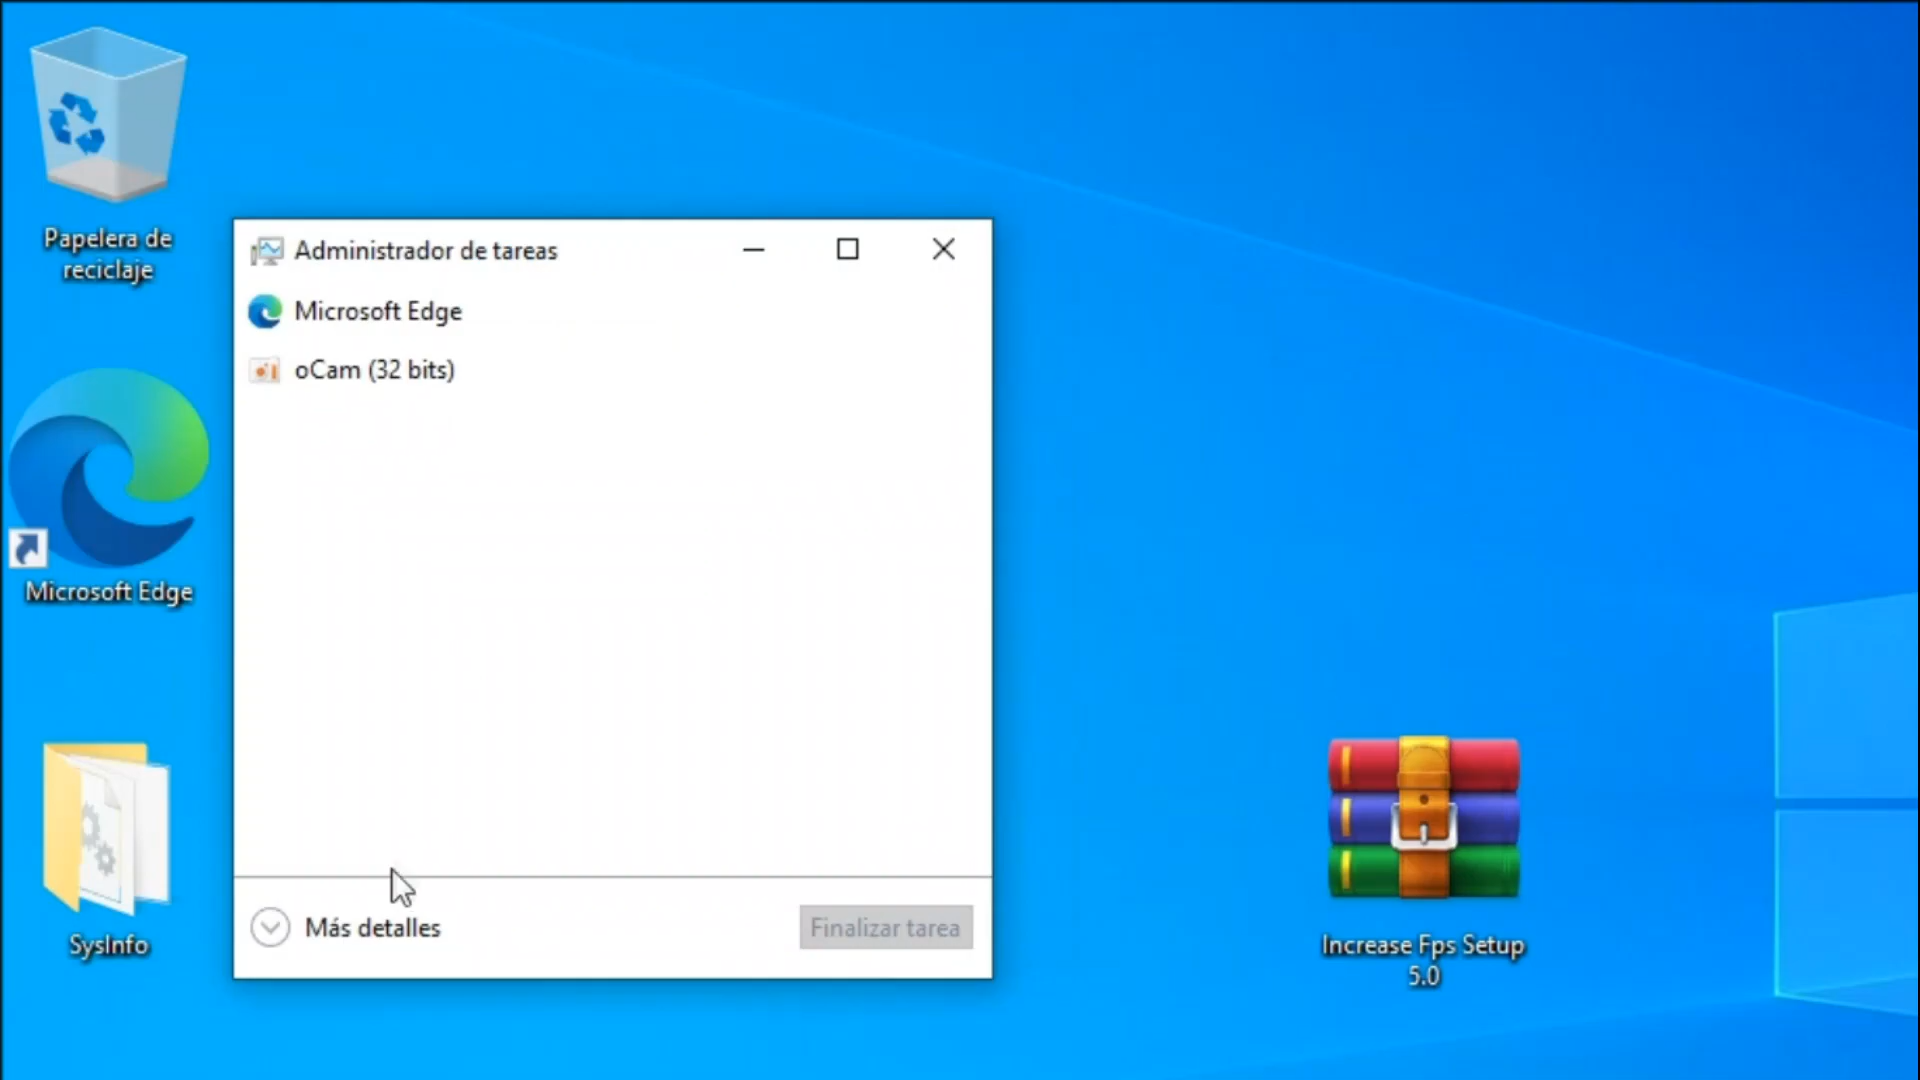 Papelera de
reciclaje
Microsoft Edge
SysInfo
Administrador de tareas
Microsoft Edge
oCam (32 bits)
Más detalles
Finalizar tarea
Increase Fps Setup
5.0